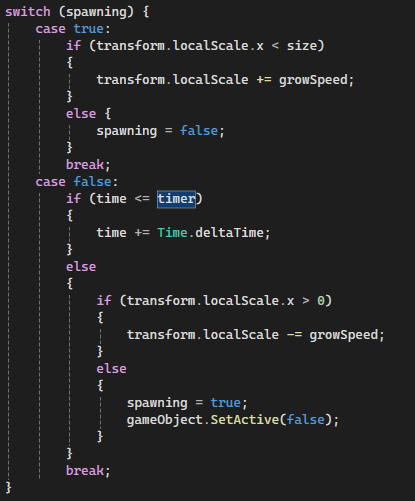 switch (spawning) {
    case true:
        if (transform.localScale.x < size)
        {
            transform.localScale += growSpeed;
        }
        else {
            spawning = false;
        }
        break;
    case false:
        if (time <= timer)
        {
            time += Time.deltaTime;
        }
        else
        {
            if (transform.localScale.x > 0)
            {
                transform.localScale -= growSpeed;
            }
            else
            {
                spawning = true;
                gameObject.SetActive(false);
            }
        }
        break;
}